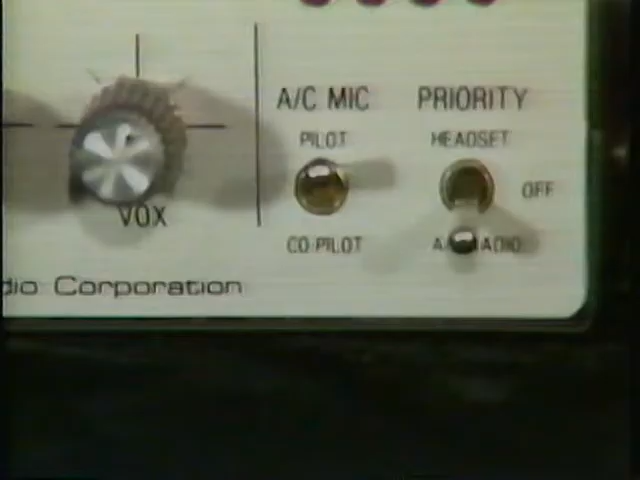 A/C MIC
PRIORITY
PILOT
HEADSET
OFF
VOX
CO-PILOT
dio Corporation